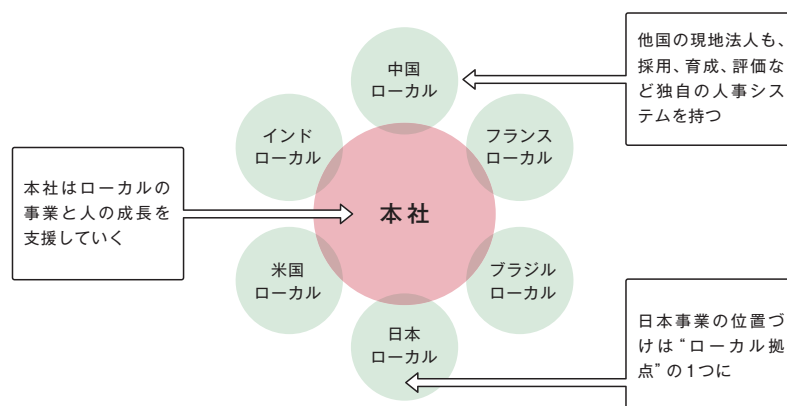 中国
ローカル
他国の現地法人も、
採用、育成、評価な
ど独自の人事シス
テムを持つ
インド
ローカル
フランス
ローカル
本社はローカルの
事業と人の成長を
支援していく
本社
米国
ローカル
ブラジル
ローカル
日本
ローカル
日本事業の位置づ
けは“ローカル拠
点”の1つに